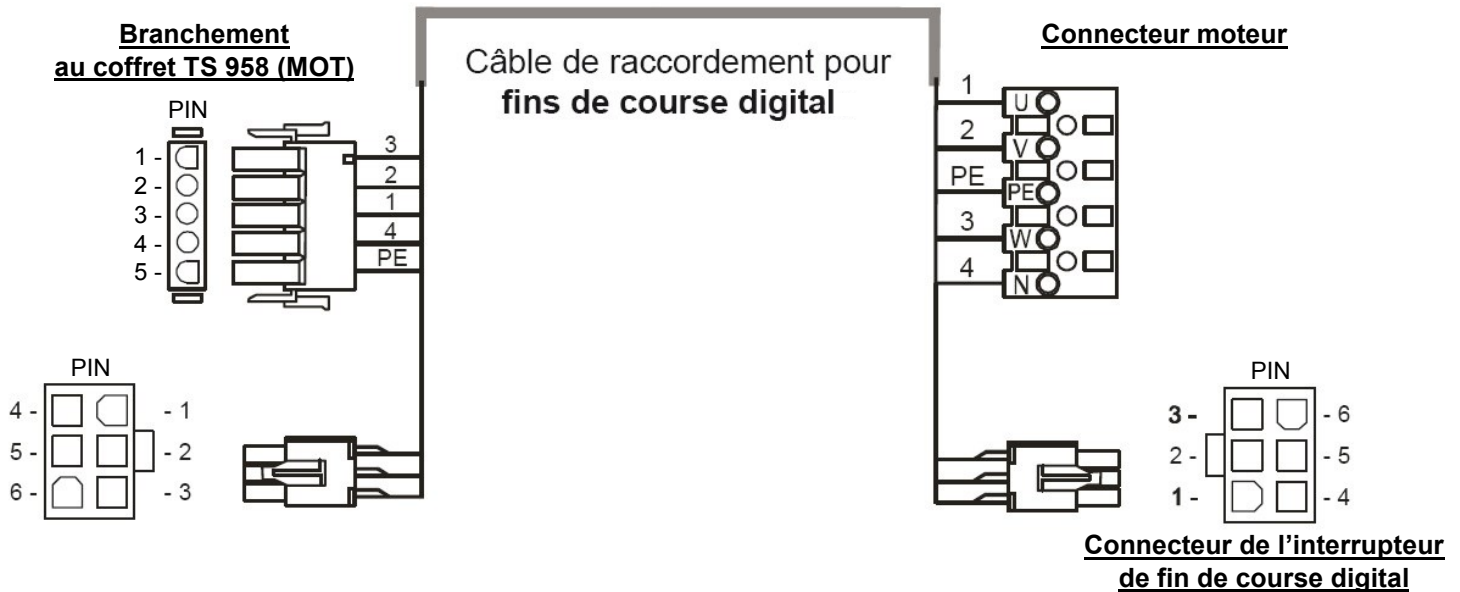 Branchement
au coffret TS 958 (MOT)
Câble de raccordement pour
fins de course digital
Connecteur moteur
PIN
1 -
2 -
3 -
4 -
5 -
3
2
1
4
PE
1
2
PE
3
4
U
V
PE
W
N
PIN
4 - - 1
5 - - 2
6 - - 3
PIN
3 - - 6
2 - - 5
1 - - 4
Connecteur de l’interrupteur
de fin de course digital